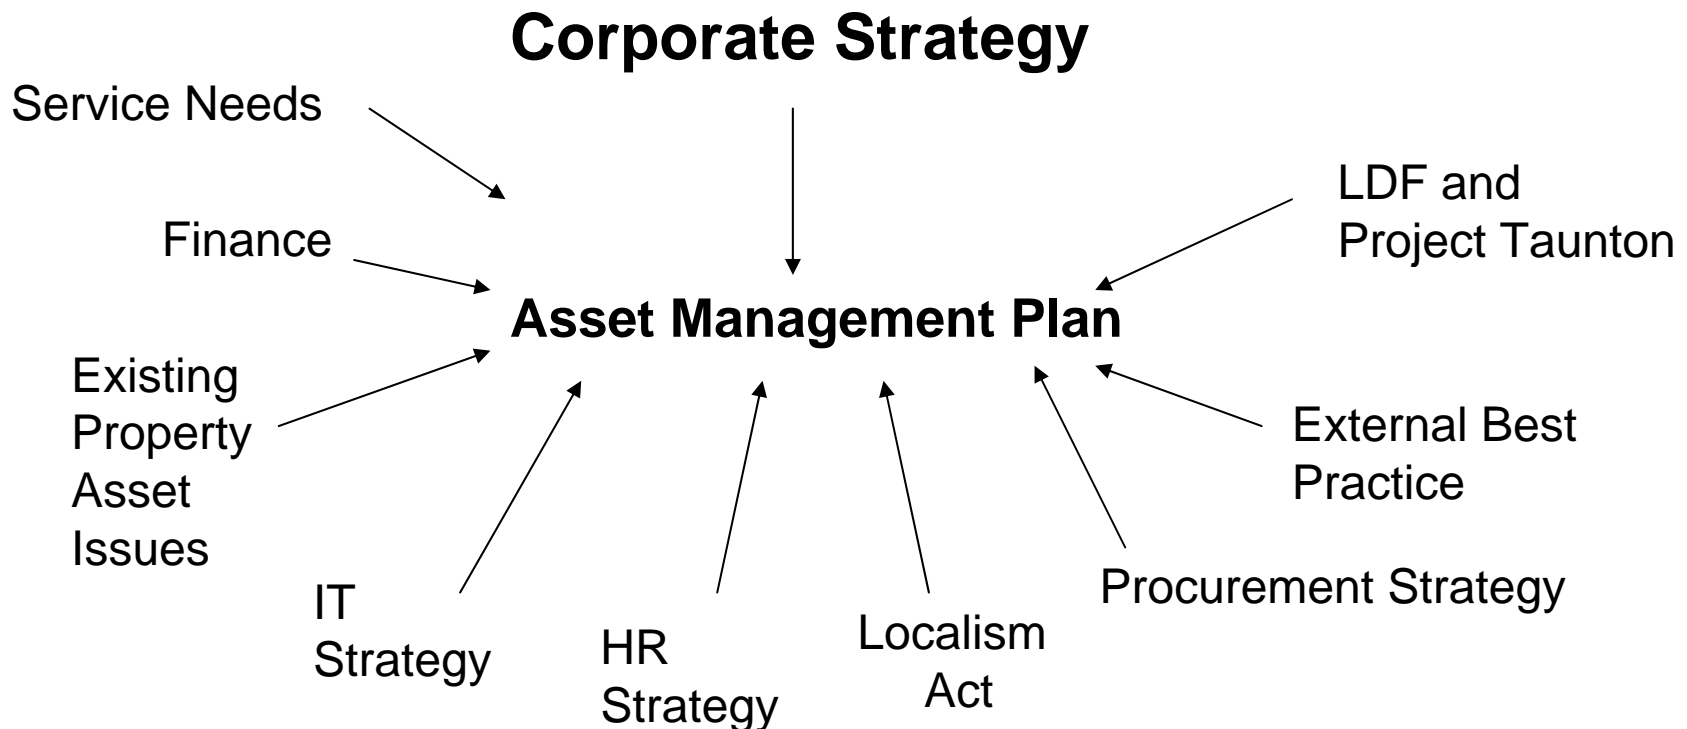 Corporate Strategy
Service Needs
LDF and
Project Taunton
Finance
Asset Management Plan
Existing
Property
Asset
Issues
External Best
Practice
Procurement Strategy
IT
Strategy
HR
Strategy
Localism
Act